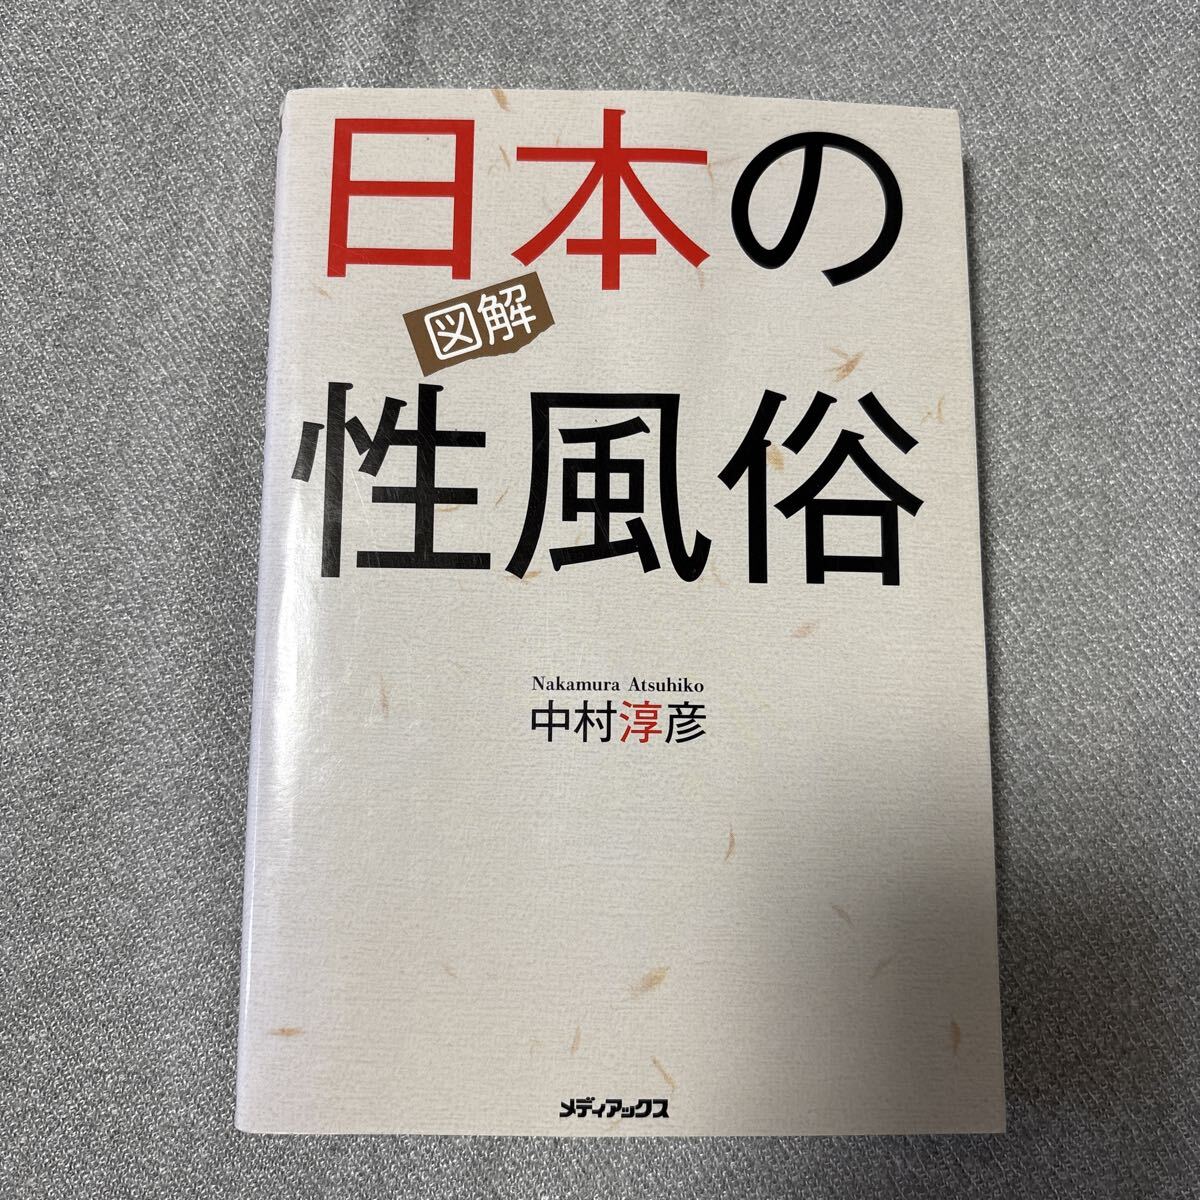 日本の
図解
性風俗
Nakamura Atsuhiko
中村淳彦
メディアックス